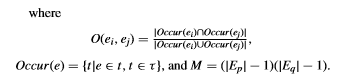 where
O(e_i, e_j) = |Occur(e_i)∩Occur(e_j)| / |Occur(e_i)∪Occur(e_j)|,
Occur(e) = {t|e ∈ t, t ∈ τ}, and M = (|E_p| − 1)(|E_q| − 1).